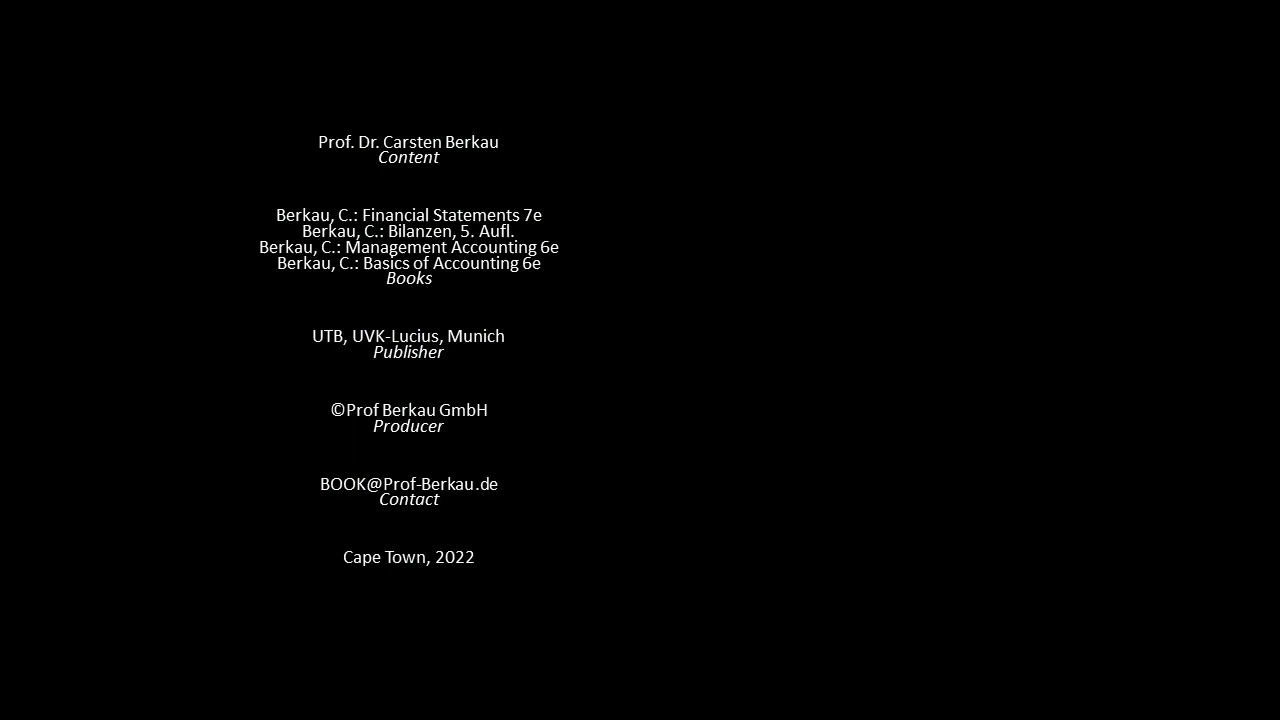 Prof. Dr. Carsten Berkau
Content
Berkau, C.: Financial Statements 7e
Berkau, C.: Bilanzen, 5. Aufl.
Berkau, C.: Management Accounting 6e
Berkau, C.: Basics of Accounting 6e
Books
UTB, UVK-Lucius, Munich
Publisher
©Prof Berkau GmbH
Producer
BOOK@Prof-Berkau.de
Contact
Cape Town, 2022